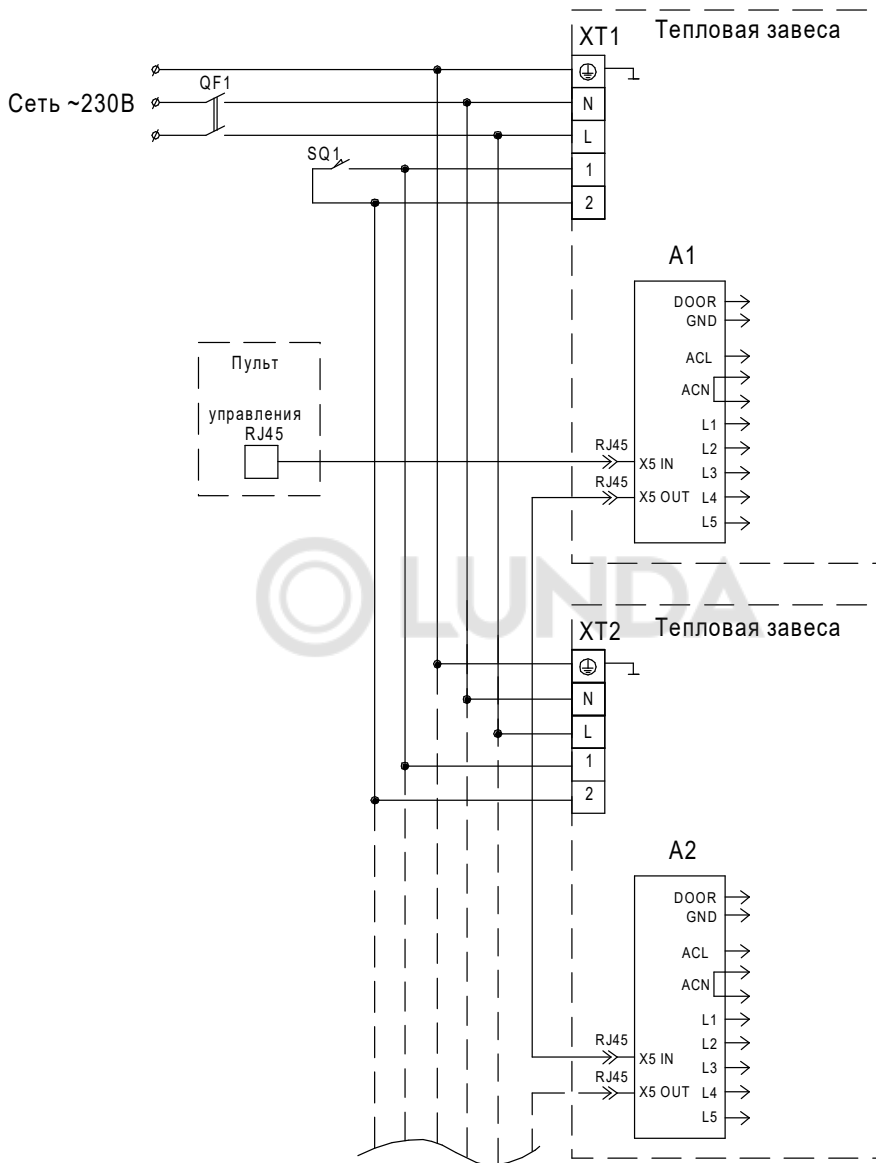 Тепловая завеса
XT1
QF1
Сеть ~230В
N
L
SQ1
1
2
A1
DOOR
GND
ACL
ACN
L1
L2
L3
L4
L5
Пульт
управления
RJ45
RJ45
X5 IN
RJ45
X5 OUT
LUNDA
Тепловая завеса
XT2
N
L
1
2
A2
DOOR
GND
ACL
ACN
L1
L2
L3
L4
L5
RJ45
X5 IN
RJ45
X5 OUT